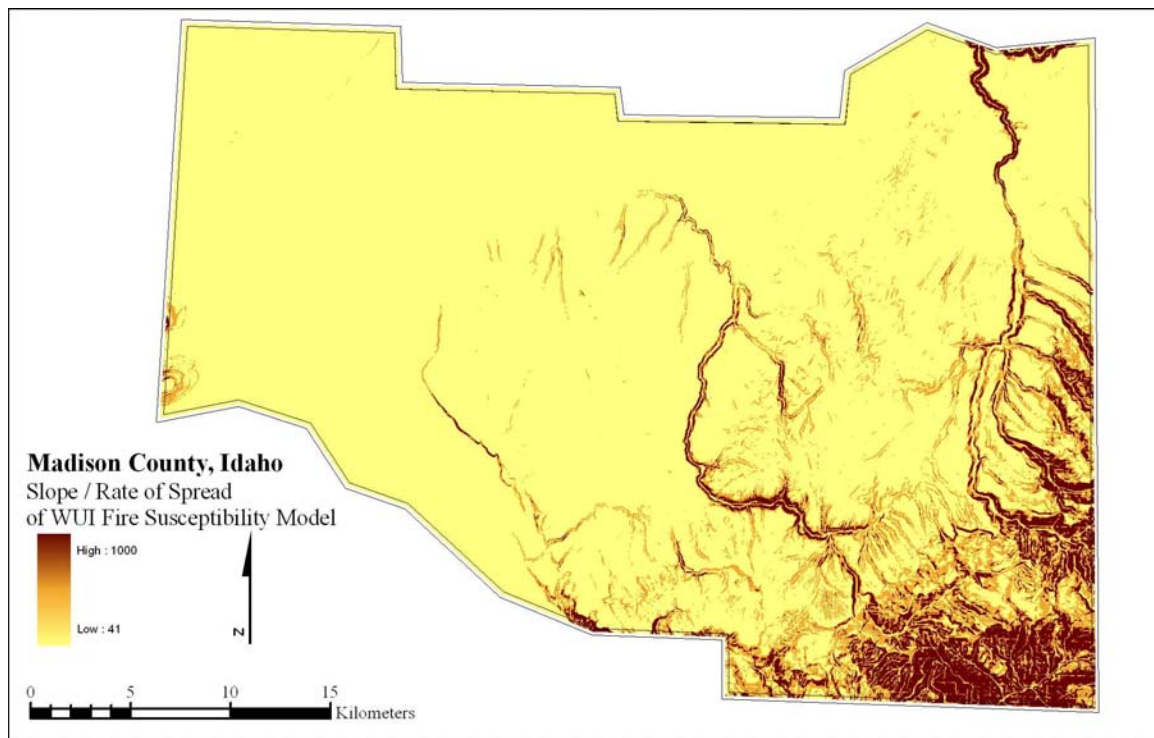 Madison County, Idaho
Slope / Rate of Spread
of WUI Fire Susceptibility Model
High : 1000
Low : 41
N
0 5 10 15
Kilometers